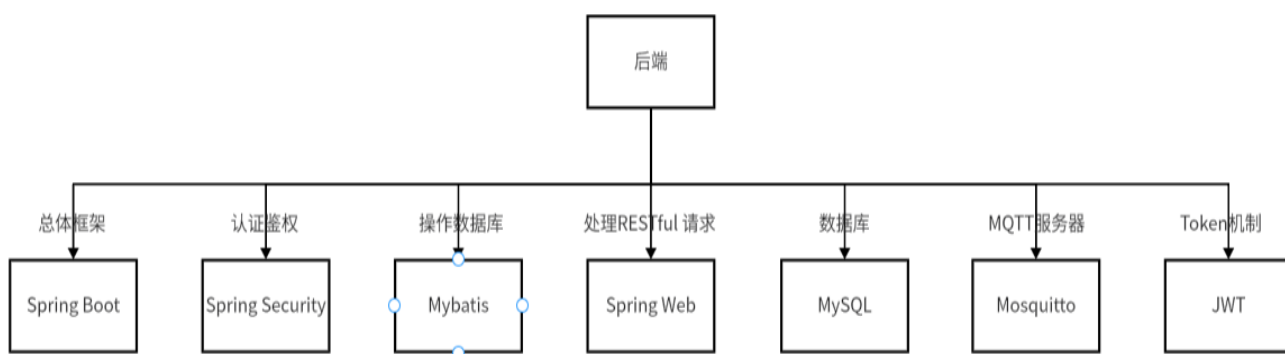 后端
总体框架
认证鉴权
操作数据库
处理RESTful 请求
数据库
MQTT服务器
Token机制
Spring Boot
Spring Security
Mybatis
Spring Web
MySQL
Mosquitto
JWT